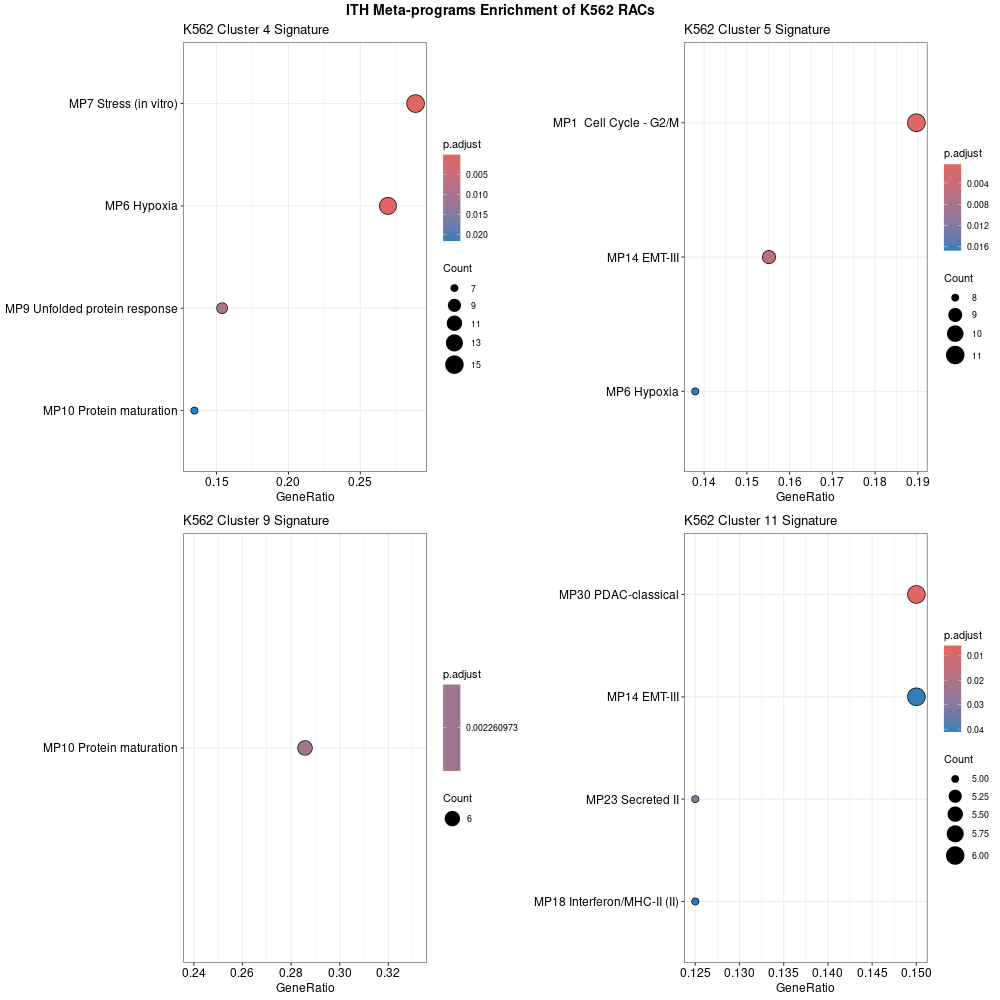 ITH Meta-programs Enrichment of K562 RACs
K562 Cluster 4 Signature
MP7 Stress (in vitro)
MP6 Hypoxia
MP9 Unfolded protein response
MP10 Protein maturation
0.15 0.20 0.25
GeneRatio
p.adjust
0.005
0.010
0.015
0.020
Count
7
9
11
13
15
K562 Cluster 5 Signature
MP1 Cell Cycle - G2/M
MP14 EMT-III
MP6 Hypoxia
0.14 0.15 0.16 0.17 0.18 0.19
GeneRatio
p.adjust
0.004
0.008
0.012
0.016
Count
8
9
10
11
K562 Cluster 9 Signature
MP10 Protein maturation
0.24 0.26 0.28 0.30 0.32
GeneRatio
p.adjust
0.002260973
Count
6
K562 Cluster 11 Signature
MP30 PDAC-classical
MP14 EMT-III
MP23 Secreted II
MP18 Interferon/MHC-II (II)
0.125 0.130 0.135 0.140 0.145 0.150
GeneRatio
p.adjust
0.01
0.02
0.03
0.04
Count
5.00
5.25
5.50
5.75
6.00